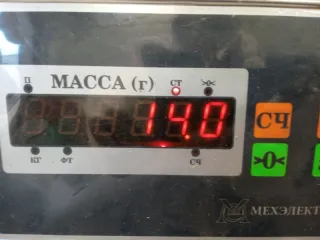 П МАССА (г) СТ >0<
14.0
КГ ФТ СЧ
СЧ
>0<
МЕХЭЛЕКТ